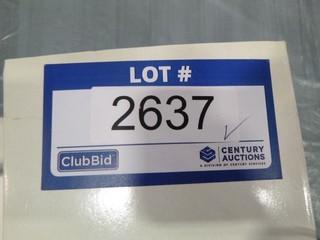 LOT #
2637
ClubBid
CENTURY
AUCTIONS
A DIVISION OF CENTURY SERVICES